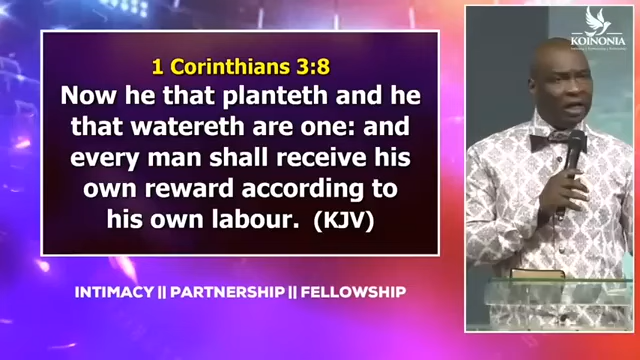 1 Corinthians 3:8
Now he that planteth and he
that watereth are one: and
every man shall receive his
own reward according to
his own labour. (KJV)
INTIMACY || PARTNERSHIP || FELLOWSHIP
KOINONIA